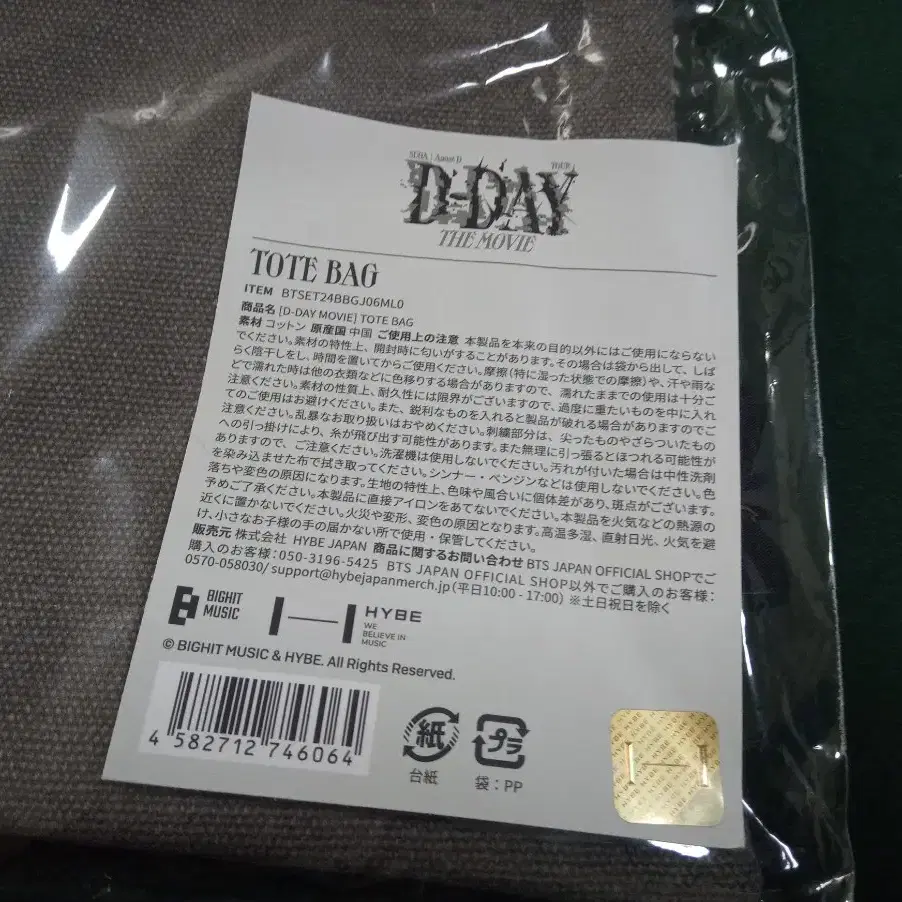 SUGA | Agust D TOUR
D-DAY
THE MOVIE
TOTE BAG
ITEM BTSET24BBGJ06ML0
商品名 [D-DAY MOVIE] TOTE BAG
素材 コットン 原産国 中国 ご使用上の注意 本製品を本来の目的以外にはご使用にならない
でください。素材の特性上、開封時に匂いがすることがあります。その場合は袋から出して、しば
らく陰干しをし、時間を置いてからご使用ください。摩擦(特に湿った状態での摩擦)や、汗や雨な
どで濡れた時は他の衣類などに色移りする場合がありますので、濡れたままでの使用は十分ご
注意ください。素材の性質上、耐久性には限界がございますので、過度に重たいものを中に入れ
てのご使用はお避けください。また、鋭利なものを入れると製品が破れる場合がありますのでご
注意ください。乱暴なお取り扱いはおやめください。刺繍部分は、尖ったものやざらついたもの
への引っ掛けにより、糸が飛び出す可能性があります。また無理に引っ張るとほつれる可能性が
ありますので、ご注意ください。洗濯機は使用しないでください。汚れが付いた場合は中性洗剤
を染み込ませた布で拭き取ってください。シンナー・ベンジンなどは使用しないでください。色
落ちや変色の原因になります。生地の特性上、色味や風合いに個体差があり、斑点がございます。
予めご了承ください。本製品に直接アイロンをあてないでください。本製品を火気などの熱源の
近くに置かないでください。火災や変形、変色の原因となります。高温多湿、直射日光、火気を避
け、小さなお子様の手の届かない所で使用・保管してください。
販売元 株式会社 HYBE JAPAN 商品に関するお問い合わせ BTS JAPAN OFFICIAL SHOPでご
購入のお客様：050-3196-5425 BTS JAPAN OFFICIAL SHOP以外でご購入のお客様：
0570-058030/ support@hybejapanmerch.jp(平日10:00 - 17:00) ※土日祝日を除く
BIGHIT MUSIC
HYBE
WE BELIEVE IN MUSIC
© BIGHIT MUSIC & HYBE. All Rights Reserved.
4 582712 746064
紙
台紙
プラ
袋：PP